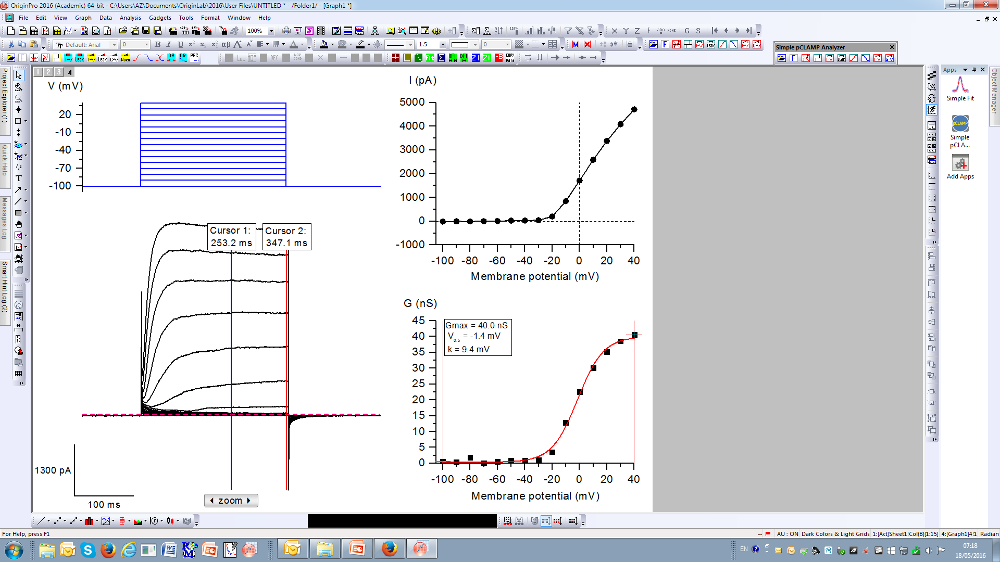 OriginPro 2016 (Academic) 64-bit - C:\Users\AZ\Documents\OriginLab\2016\User Files\UNTITLED * - /Folder1/ - [Graph1 *]
File Edit View Graph Data Analysis Gadgets Tools Format Window Help
100%
Default: Arial 0 B I U αβ A A 1.5 0
Simple pCLAMP Analyzer
Project Explorer (1)
Quick Help
Messages Log
Smart Hint Log (2)
1 2 3 4
V (mV)
20
-10
-40
-70
-100
Cursor 1:
253.2 ms
Cursor 2:
347.1 ms
1300 pA
100 ms
zoom
I (pA)
5000
4000
3000
2000
1000
0
-1000
-100 -80 -60 -40 -20 0 20 40
Membrane potential (mV)
G (nS)
Gmax = 40.0 nS
V0.5 = -1.4 mV
k = 9.4 mV
45
40
35
30
25
20
15
10
5
0
-100 -80 -60 -40 -20 0 20 40
Membrane potential (mV)
Apps
Simple Fit
pCLAMP
Simple
pCLA...
Add Apps
Object Manager
For Help, press F1
-- AU : ON Dark Colors & Light Grids 1:[Act]Sheet1!Col(B)[1:15] 4:[Graph1]4!1 Radian
EN
07:18
18/05/2016